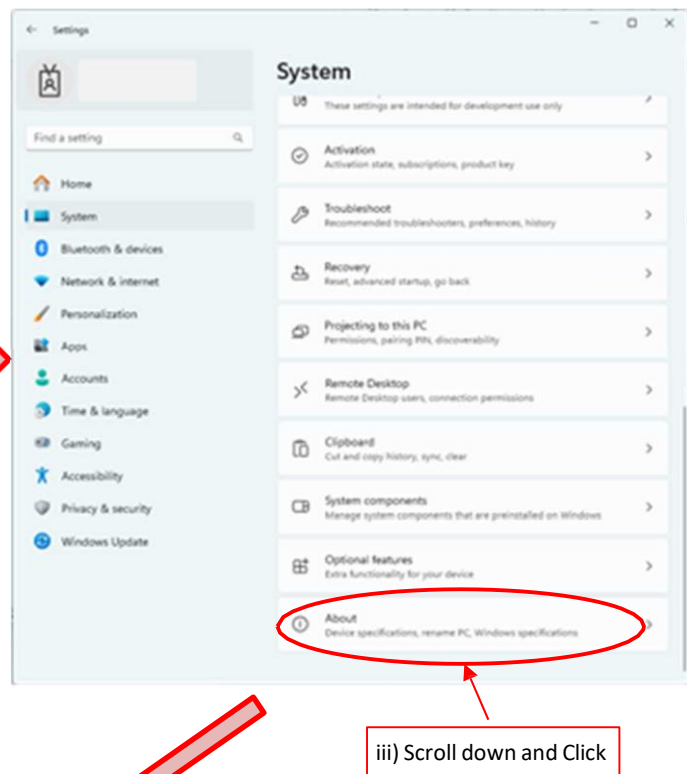 Settings
System
These settings are intended for development use only
Find a setting
Activation
Activation state, subscriptions, product key
Home
System
Troubleshoot
Recommended troubleshooters, preferences, history
Bluetooth & devices
Network & internet
Recovery
Reset, advanced startup, go back
Personalization
Projecting to this PC
Permissions, pairing PIN, discoverability
Apps
Accounts
Remote Desktop
Remote Desktop users, connection permissions
Time & language
Gaming
Clipboard
Cut and copy history, sync, clear
Accessibility
Privacy & security
System components
Manage system components that are preinstalled on Windows
Windows Update
Optional features
Extra functionality for your device
About
Device specifications, rename PC, Windows specifications
iii) Scroll down and Click